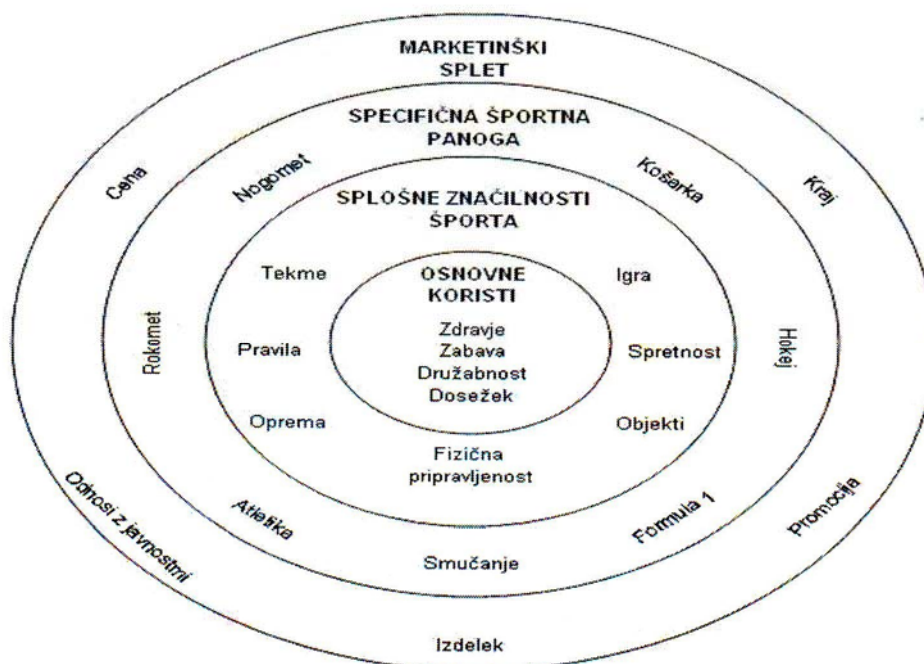 MARKETINŠKI
SPLET
SPECIFIČNA ŠPORTNA
PANOGA
Cena
Nogomet
Košarka
Kraj
SPLOŠNE ZNAČILNOSTI
ŠPORTA
Tekme
OSNOVNE
KORISTI
Igra
Rokomet
Pravila
Zdravje
Zabava
Družabnost
Dosežek
Spretnost
Hokej
Oprema
Objekti
Fizična
pripravljenost
Odnosi z javnostmi
Atletika
Formula 1
Promocija
Smučanje
Izdelek